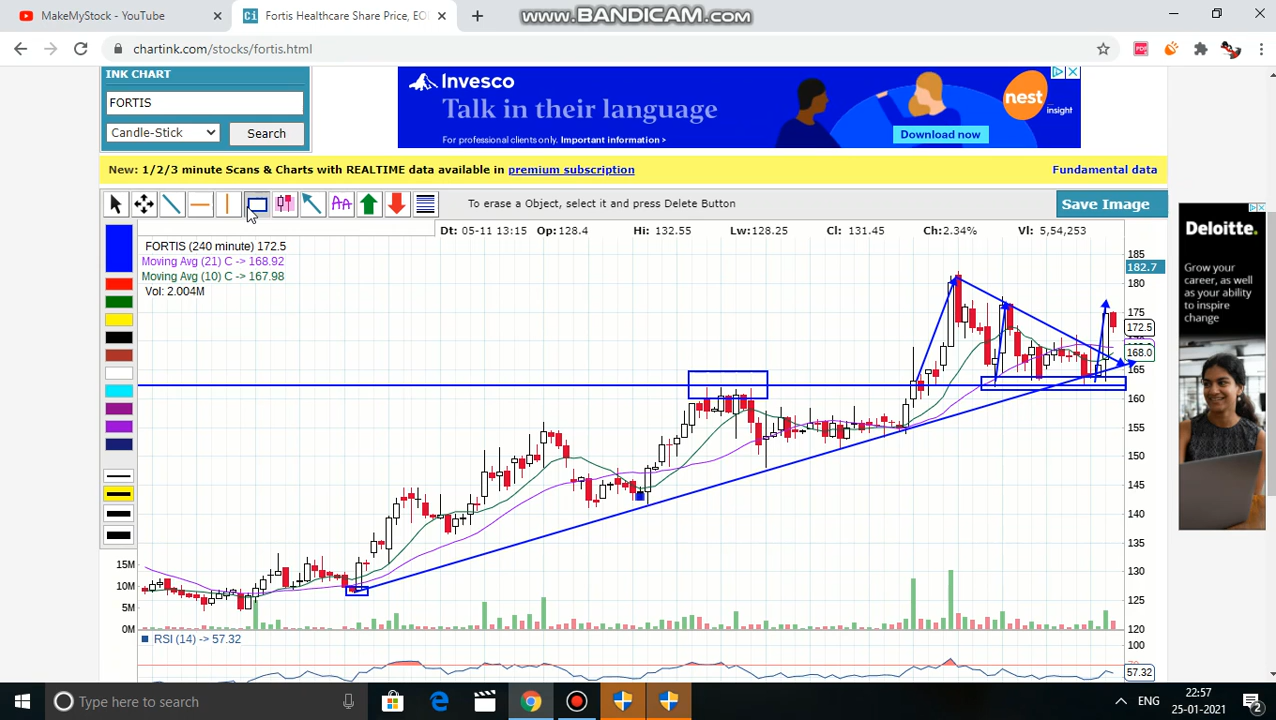 MakeMyStock - YouTube
Fortis Healthcare Share Price, EO
www.BANDICAM.com
chartink.com/stocks/fortis.html
INK CHART
FORTIS
Candle-Stick
Search
Invesco
Talk in their language
For professional clients only. Important information >
nest
insight
Download now
New: 1/2/3 minute Scans & Charts with REALTIME data available in premium subscription
Fundamental data
To erase a Object, select it and press Delete Button
Save Image
Dt: 05-11 13:15 Op:128.4 Hi: 132.55 Lw:128.25 Cl: 131.45 Ch:2.34% Vl: 5,54,253
FORTIS (240 minute) 172.5
Moving Avg (21) C -> 168.92
Moving Avg (10) C -> 167.98
Vol: 2.004M
185
182.7
180
175
172.5
168.0
165
160
155
150
145
140
135
130
125
120
15M
10M
5M
0M
RSI (14) -> 57.32
100
57.32
Deloitte.
Grow your
career, as well
as your ability
to inspire
change
Type here to search
ENG
22:57
25-01-2021
2